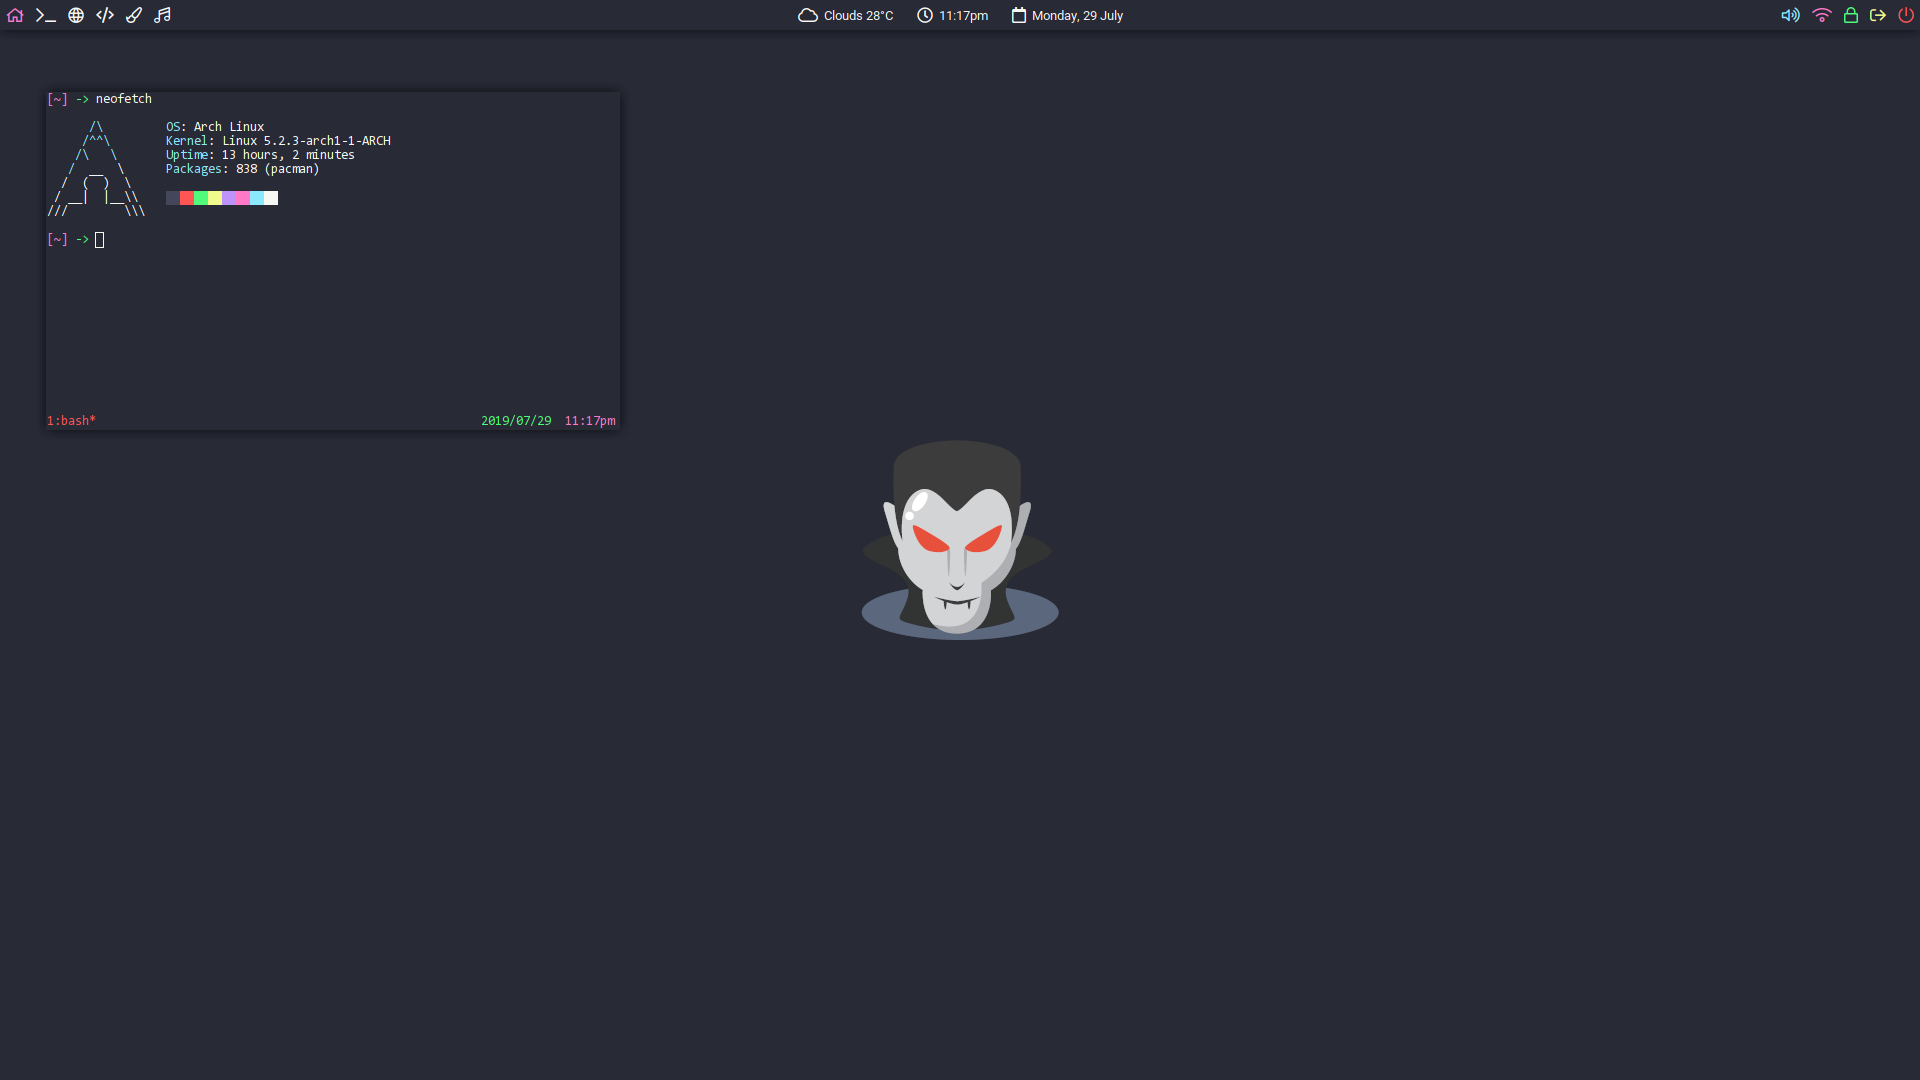 Clouds 28°C 11:17pm Monday, 29 July
[~] -> neofetch
OS: Arch Linux
Kernel: Linux 5.2.3-arch1-1-ARCH
Uptime: 13 hours, 2 minutes
Packages: 838 (pacman)
[~] ->
1:bash* 2019/07/29 11:17pm